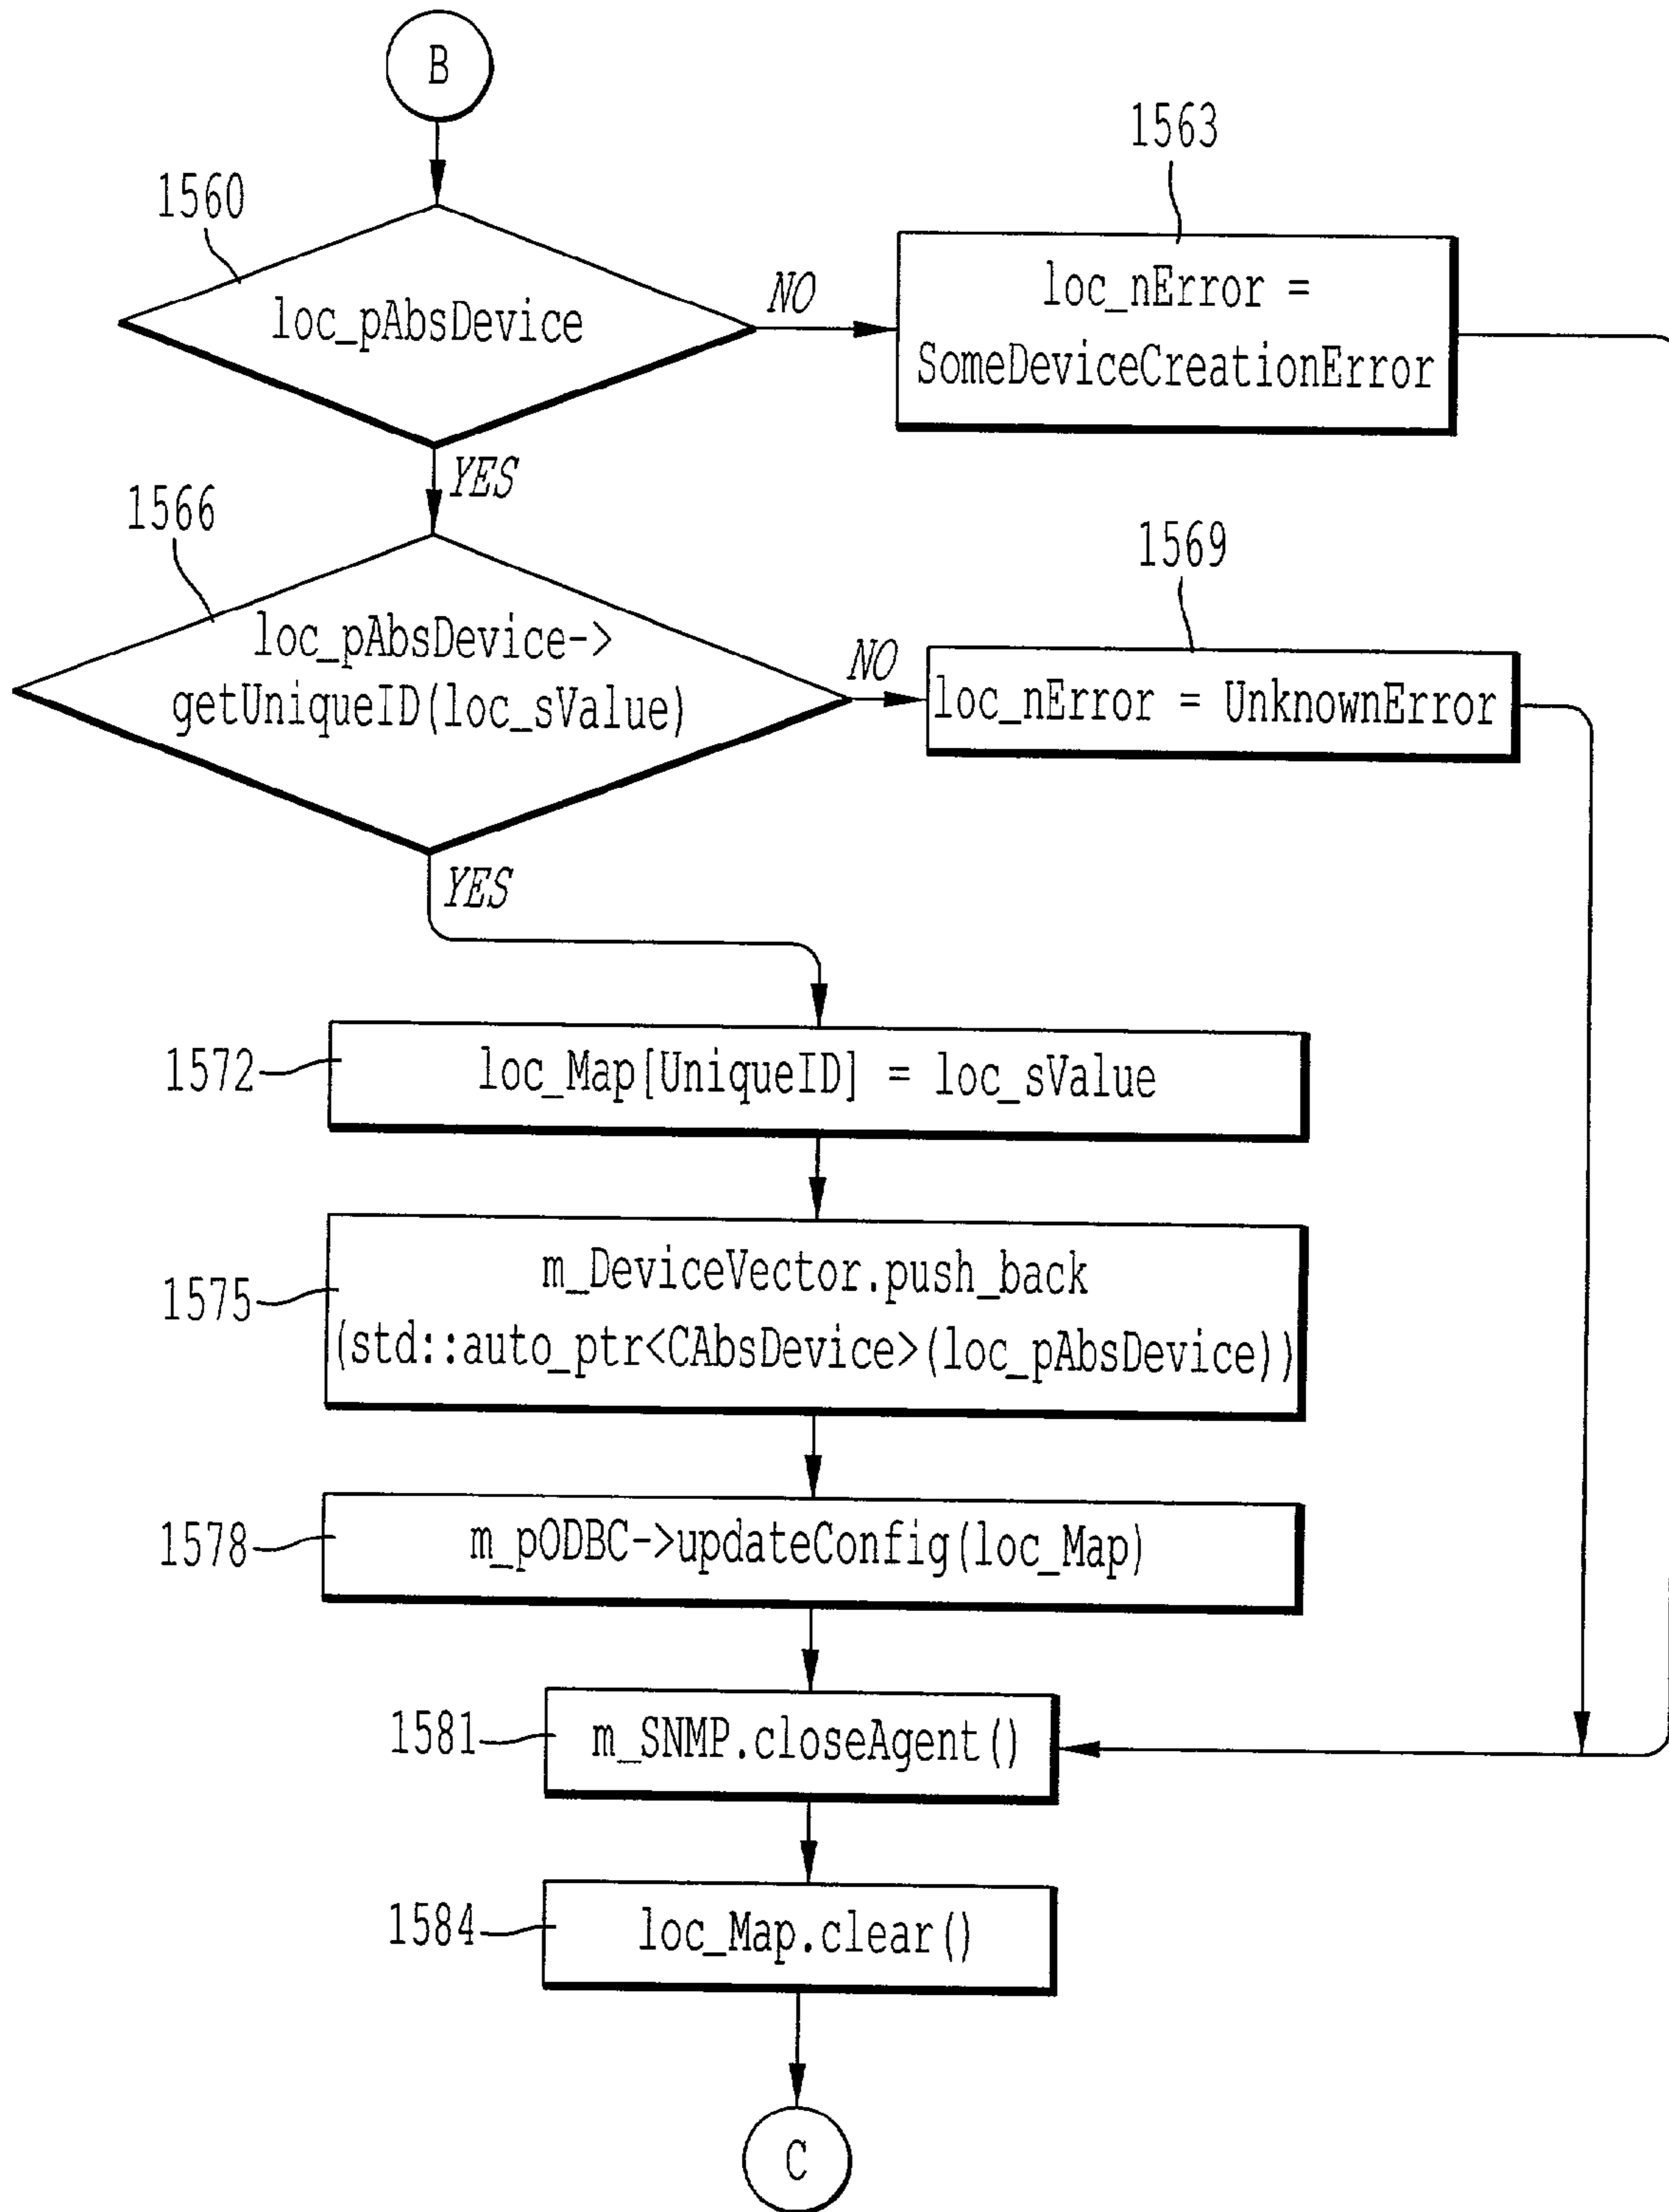 B
1560
loc_pAbsDevice
NO
1563
loc_nError =
SomeDeviceCreationError
YES
1566
loc_pAbsDevice->
getUniqueID(loc_sValue)
NO
1569
loc_nError = UnknownError
YES
1572
loc_Map[UniqueID] = loc_sValue
1575
m_DeviceVector.push_back
(std::auto_ptr<CAbsDevice>(loc_pAbsDevice))
1578
m_pODBC->updateConfig(loc_Map)
1581
m_SNMP.closeAgent()
1584
loc_Map.clear()
C